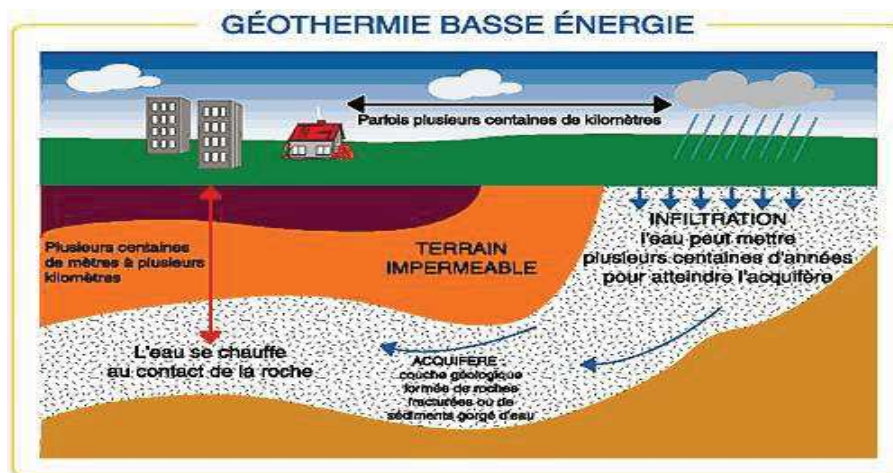 GÉOTHERMIE BASSE ÉNERGIE
Parfois plusieurs centaines de kilomètres
INFILTRATION
l'eau peut mettre
plusieurs centaines d'années
pour atteindre l'acquifère
Plusieurs centaines
de mètres à plusieurs
kilomètres
TERRAIN
IMPERMEABLE
L'eau se chauffe
au contact de la roche
ACQUIFERE
couche géologique
formée de roches
fracturées ou de
sédiments gorgé d'eau